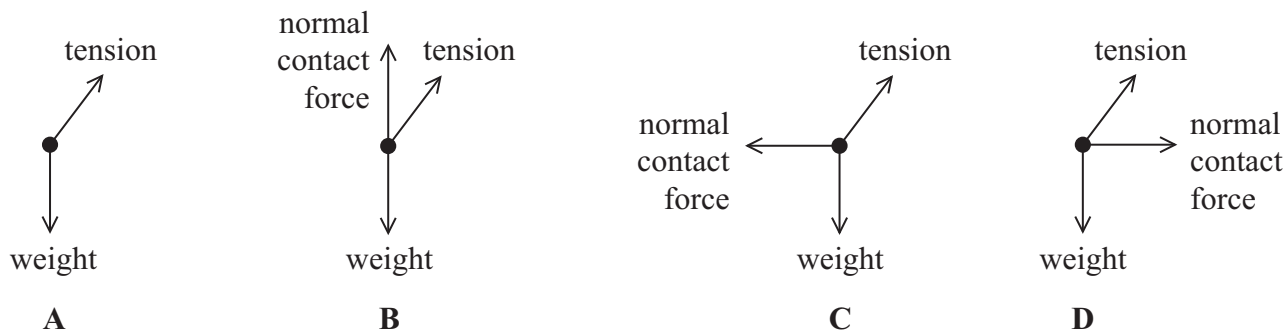 tension
weight
A
normal
contact
force
tension
weight
B
normal
contact
force
tension
weight
C
tension
normal
contact
force
weight
D